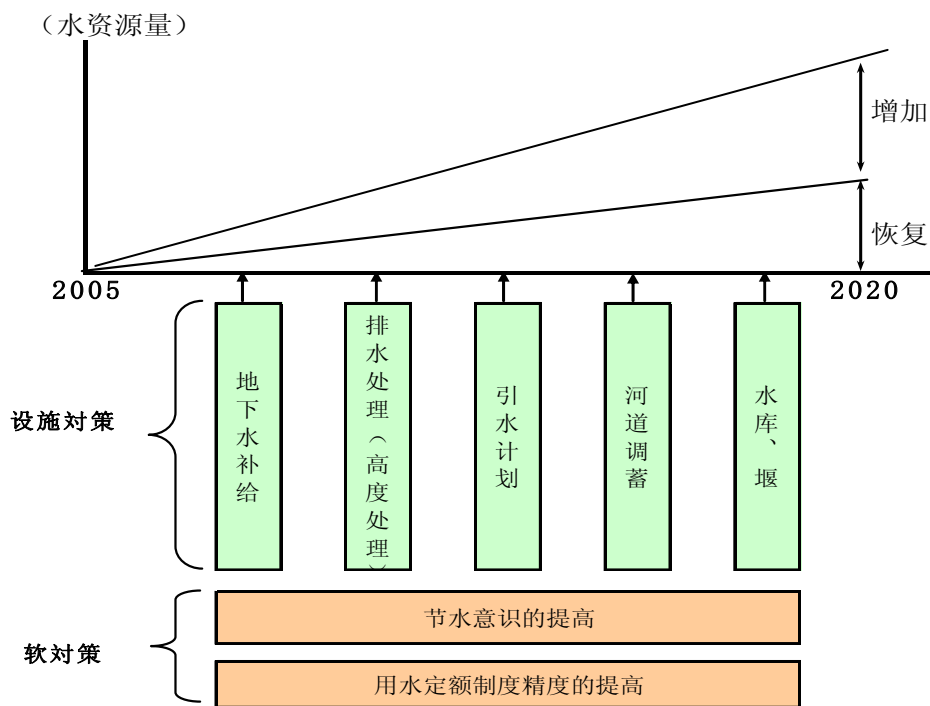 （水资源量）
增加
恢复
2005
2020
设施対策
地下水补给
排水处理（高度处理）
引水计划
河道调蓄
水库、堰
软対策
节水意识的提高
用水定额制度精度的提高